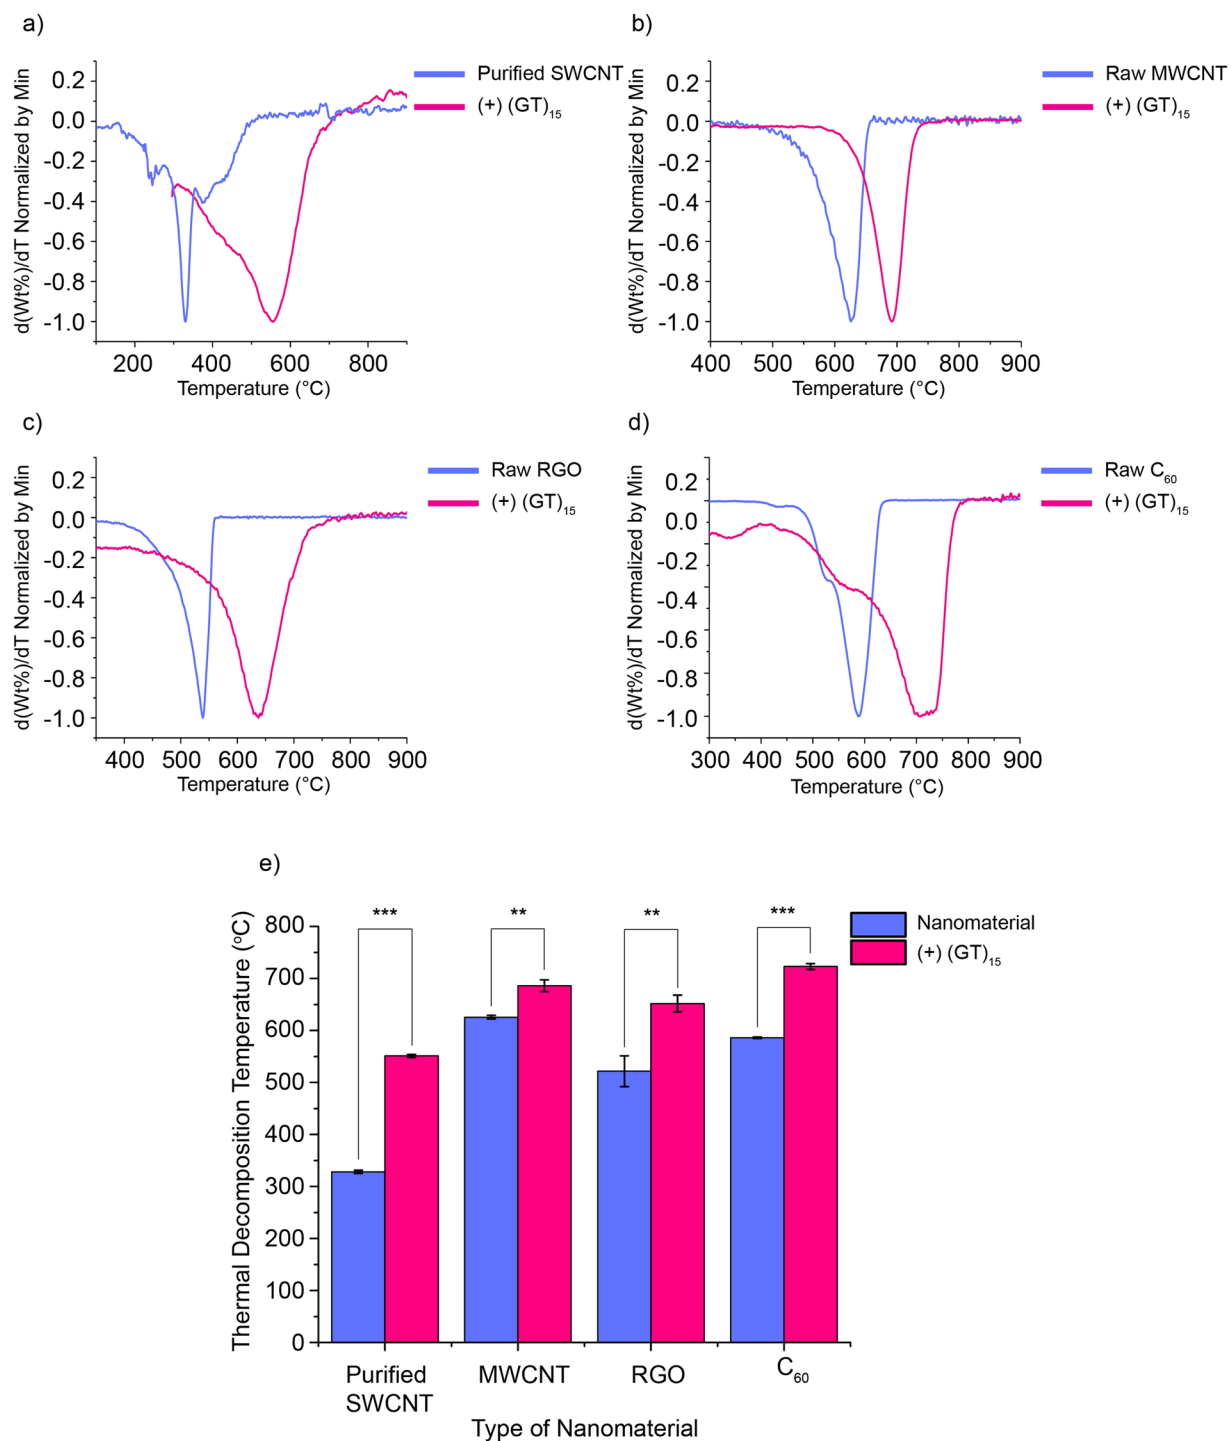 a)
d(Wt%)/dT Normalized by Min
0.2
0.0
-0.2
-0.4
-0.6
-0.8
-1.0
200 400 600 800
Temperature (°C)
Purified SWCNT
(+) (GT)15
b)
d(Wt%)/dT Normalized by Min
0.2
0.0
-0.2
-0.4
-0.6
-0.8
-1.0
400 500 600 700 800 900
Temperature (°C)
Raw MWCNT
(+) (GT)15
c)
d(Wt%)/dT Normalized by Min
0.2
0.0
-0.2
-0.4
-0.6
-0.8
-1.0
400 500 600 700 800 900
Temperature (°C)
Raw RGO
(+) (GT)15
d)
d(Wt%)/dT Normalized by Min
0.2
0.0
-0.2
-0.4
-0.6
-0.8
-1.0
300 400 500 600 700 800 900
Temperature (°C)
Raw C60
(+) (GT)15
e)
Thermal Decomposition Temperature (°C)
800
700
600
500
400
300
200
100
0
*** ** ** ***
Nanomaterial
(+) (GT)15
Purified SWCNT
MWCNT
RGO
C60
Type of Nanomaterial